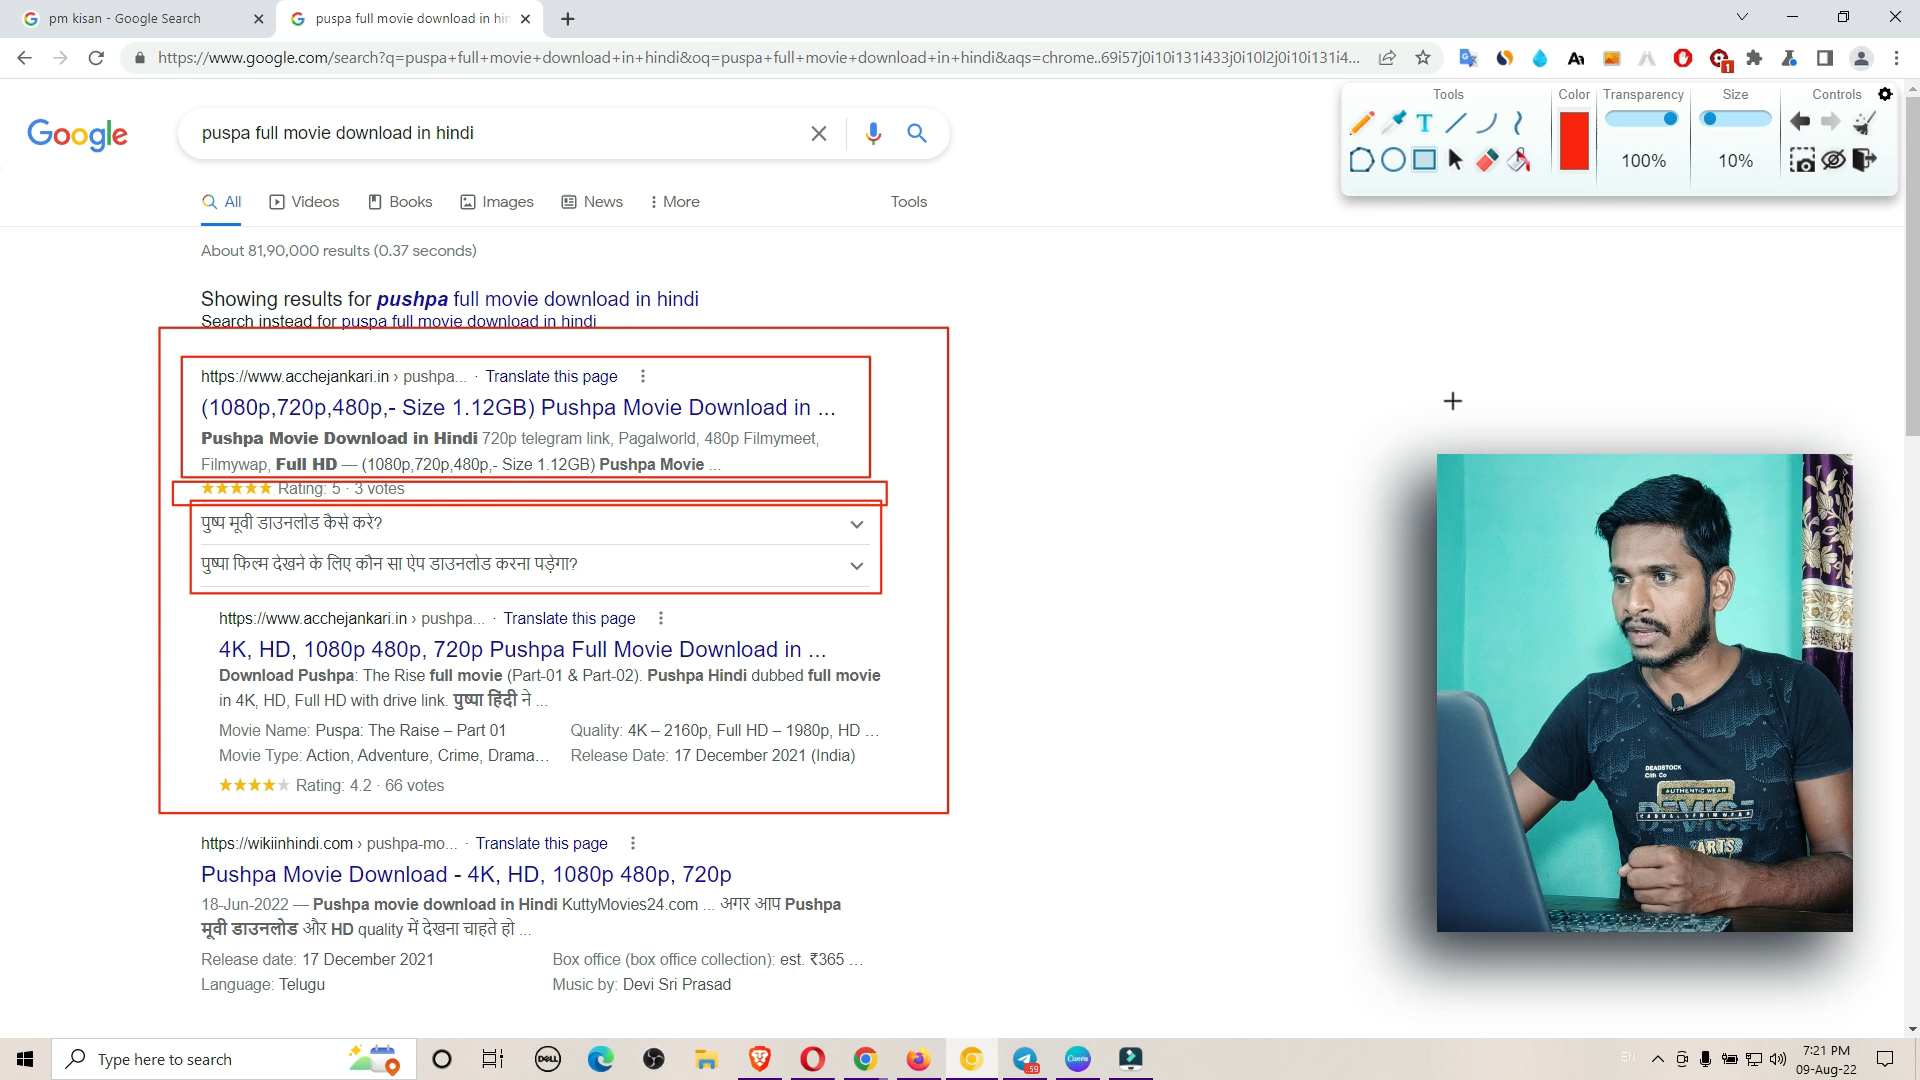 pm kisan - Google Search
puspa full movie download in hin
https://www.google.com/search?q=puspa+full+movie+download+in+hindi&oq=puspa+full+movie+download+in+hindi&aqs=chrome..69i57j0i10i131i433j0i10l2j0i10i131i4...
1
Tools
Color
Transparency
Size
Controls
100%
10%
Google
puspa full movie download in hindi
All
Videos
Books
Images
News
More
Tools
About 81,90,000 results (0.37 seconds)
Showing results for pushpa full movie download in hindi
Search instead for puspa full movie download in hindi
https://www.acchejankari.in › pushpa... · Translate this page
(1080p,720p,480p,- Size 1.12GB) Pushpa Movie Download in ...
Pushpa Movie Download in Hindi 720p telegram link, Pagalworld, 480p Filmymeet,
Filmywap, Full HD — (1080p,720p,480p,- Size 1.12GB) Pushpa Movie ...
Rating: 5 · 3 votes
पुष्प मूवी डाउनलोड कैसे करे?
पुष्पा फिल्म देखने के लिए कौन सा ऐप डाउनलोड करना पड़ेगा?
https://www.acchejankari.in › pushpa... · Translate this page
4K, HD, 1080p 480p, 720p Pushpa Full Movie Download in ...
Download Pushpa: The Rise full movie (Part-01 & Part-02). Pushpa Hindi dubbed full movie
in 4K, HD, Full HD with drive link. पुष्पा हिंदी ने ...
Movie Name: Puspa: The Raise – Part 01
Quality: 4K – 2160p, Full HD – 1980p, HD ...
Movie Type: Action, Adventure, Crime, Drama...
Release Date: 17 December 2021 (India)
Rating: 4.2 · 66 votes
https://wikiinhindi.com › pushpa-mo... · Translate this page
Pushpa Movie Download - 4K, HD, 1080p 480p, 720p
18-Jun-2022 — Pushpa movie download in Hindi KuttyMovies24.com ... अगर आप Pushpa
मूवी डाउनलोड और HD quality में देखना चाहते हो ...
Release date: 17 December 2021
Box office (box office collection): est. ₹365 ...
Language: Telugu
Music by: Devi Sri Prasad
DEADSTOCK
AUTHENTIC WEAR
ARTS
Type here to search
DELL
59
Canva
EN
7:21 PM
09-Aug-22